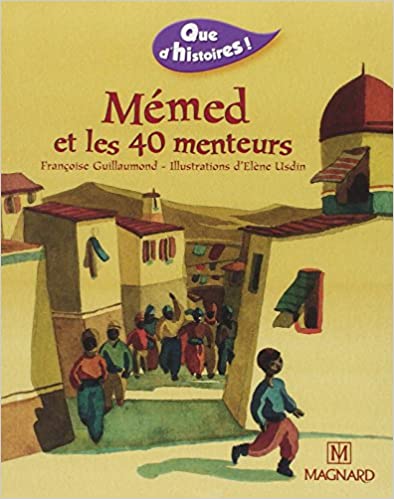 Que
d'histoires !
Mémed
et les 40 menteurs
Françoise Guillaumond - Illustrations d'Elène Usdin
M
MAGNARD